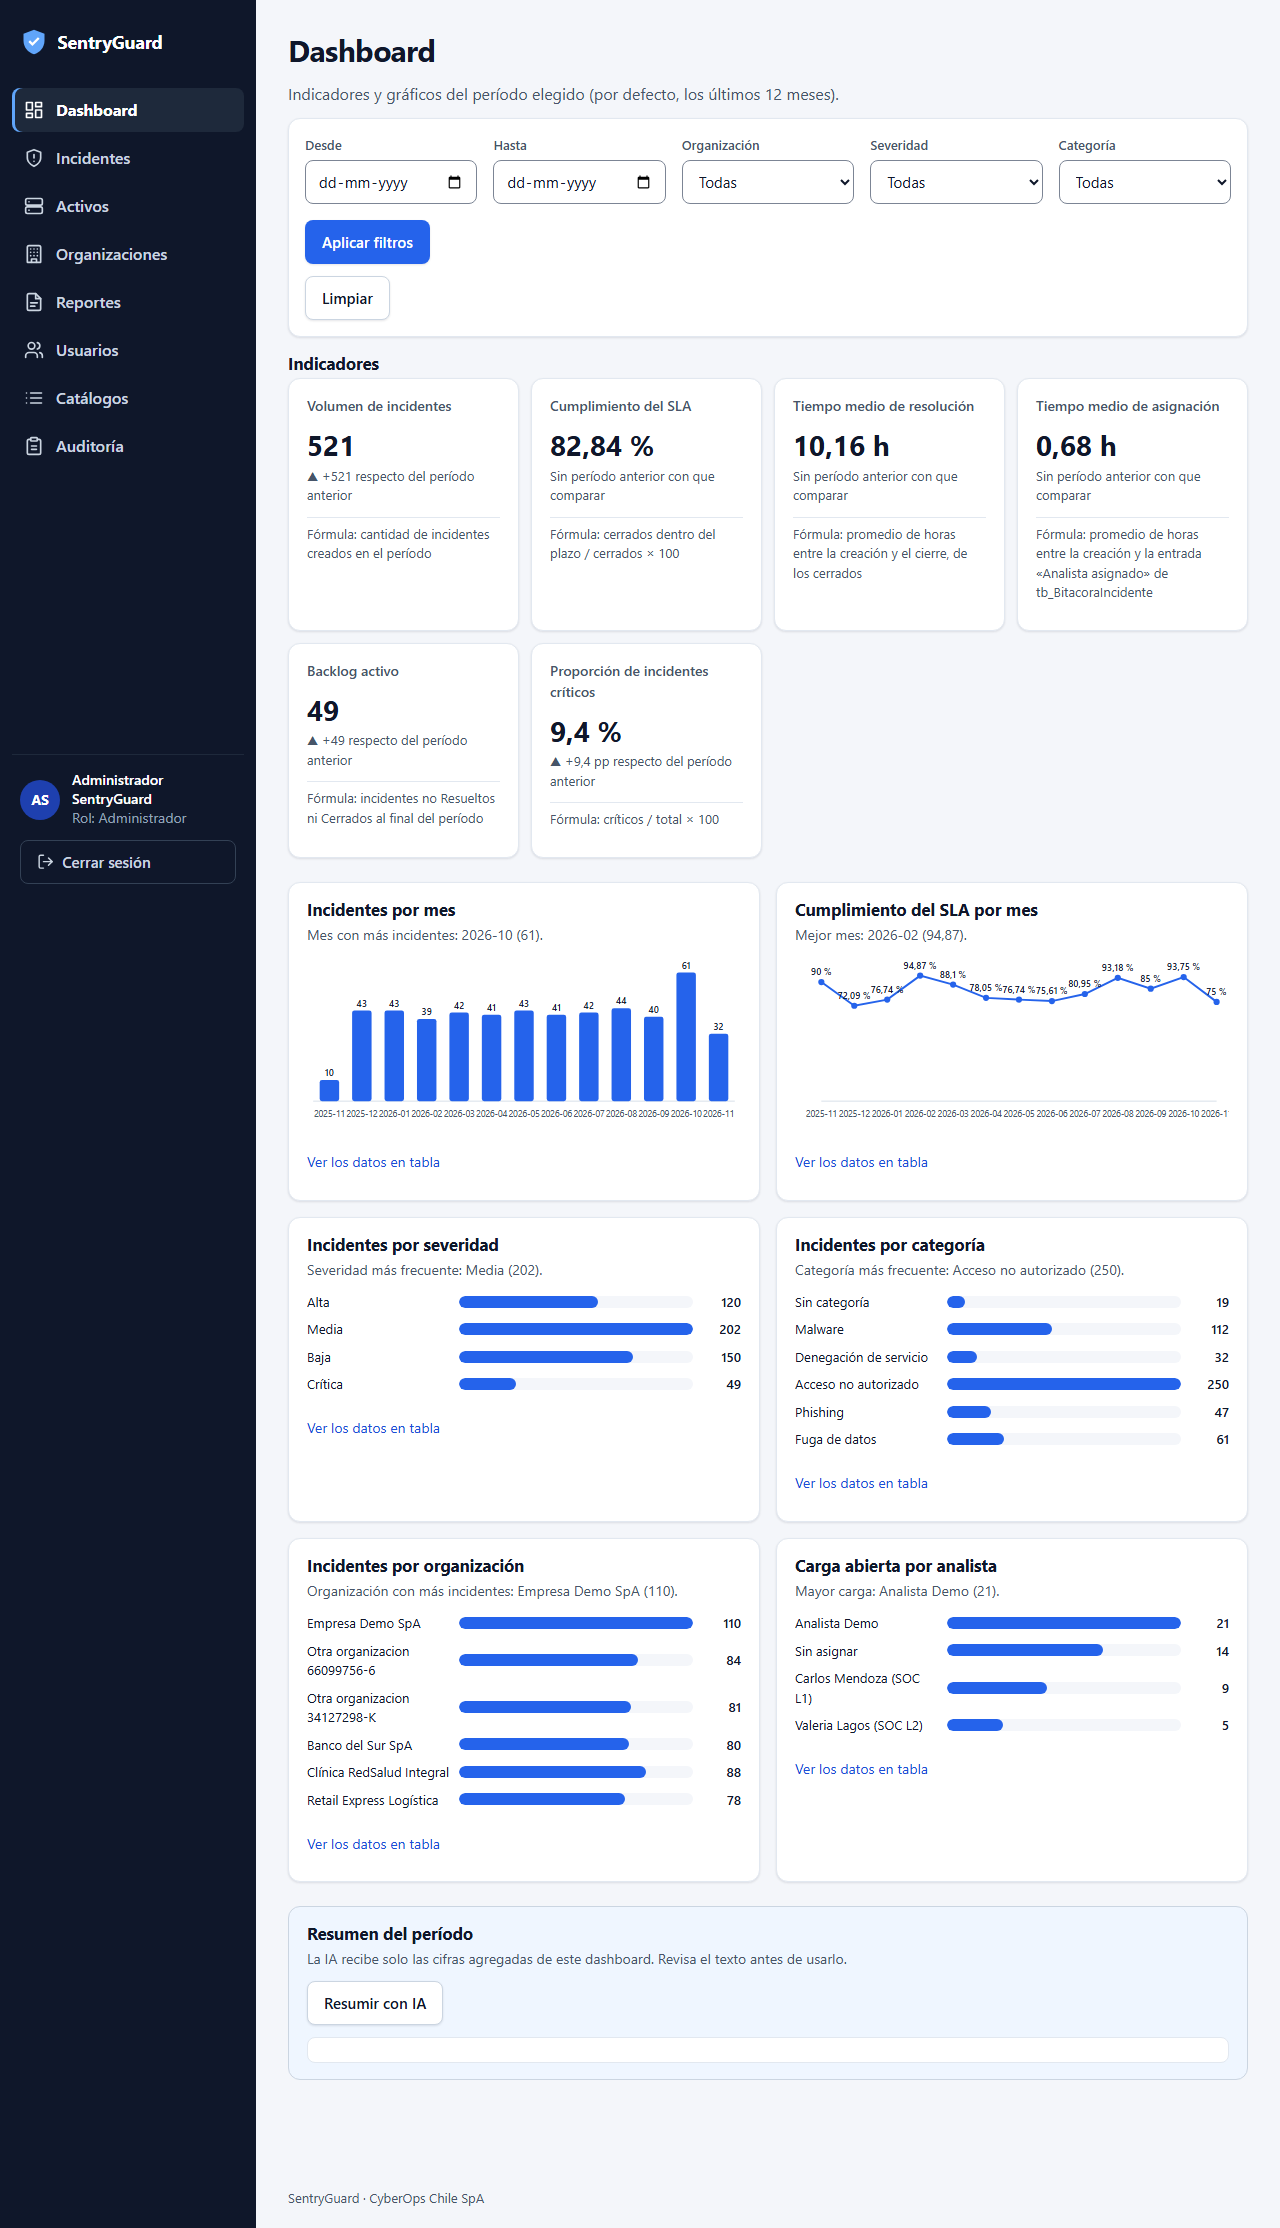 SentryGuard
Dashboard
Incidentes
Activos
Organizaciones
Reportes
Usuarios
Catálogos
Auditoría
AS
Administrador
SentryGuard
Rol: Administrador
Cerrar sesión
Dashboard
Indicadores y gráficos del período elegido (por defecto, los últimos 12 meses).
Desde
Hasta
Organización
Severidad
Categoría
dd-mm-yyyy
dd-mm-yyyy
Todas
Todas
Todas
Aplicar filtros
Limpiar
Indicadores
Volumen de incidentes
521
▲ +521 respecto del período
anterior
Fórmula: cantidad de incidentes
creados en el período
Cumplimiento del SLA
82,84 %
Sin período anterior con que
comparar
Fórmula: cerrados dentro del
plazo / cerrados × 100
Tiempo medio de resolución
10,16 h
Sin período anterior con que
comparar
Fórmula: promedio de horas
entre la creación y el cierre, de
los cerrados
Tiempo medio de asignación
0,68 h
Sin período anterior con que
comparar
Fórmula: promedio de horas
entre la creación y la entrada
«Analista asignado» de
tb_BitacoraIncidente
Backlog activo
49
▲ +49 respecto del período
anterior
Fórmula: incidentes no Resueltos
ni Cerrados al final del período
Proporción de incidentes
críticos
9,4 %
▲ +9,4 pp respecto del período
anterior
Fórmula: críticos / total × 100
Incidentes por mes
Mes con más incidentes: 2026-10 (61).
10 43 43 39 42 41 43 41 42 44 40 61 32
2025-11 2025-12 2026-01 2026-02 2026-03 2026-04 2026-05 2026-06 2026-07 2026-08 2026-09 2026-10 2026-11
Ver los datos en tabla
Cumplimiento del SLA por mes
Mejor mes: 2026-02 (94,87).
90 % 72,09 % 76,74 % 94,87 % 88,1 % 78,05 % 76,74 % 75,61 % 80,95 % 93,18 % 85 % 93,75 % 75 %
2025-11 2025-12 2026-01 2026-02 2026-03 2026-04 2026-05 2026-06 2026-07 2026-08 2026-09 2026-10 2026-1
Ver los datos en tabla
Incidentes por severidad
Severidad más frecuente: Media (202).
Alta 120
Media 202
Baja 150
Crítica 49
Ver los datos en tabla
Incidentes por categoría
Categoría más frecuente: Acceso no autorizado (250).
Sin categoría 19
Malware 112
Denegación de servicio 32
Acceso no autorizado 250
Phishing 47
Fuga de datos 61
Ver los datos en tabla
Incidentes por organización
Organización con más incidentes: Empresa Demo SpA (110).
Empresa Demo SpA 110
Otra organizacion
66099756-6 84
Otra organizacion
34127298-K 81
Banco del Sur SpA 80
Clínica RedSalud Integral 88
Retail Express Logística 78
Ver los datos en tabla
Carga abierta por analista
Mayor carga: Analista Demo (21).
Analista Demo 21
Sin asignar 14
Carlos Mendoza (SOC
L1) 9
Valeria Lagos (SOC L2) 5
Ver los datos en tabla
Resumen del período
La IA recibe solo las cifras agregadas de este dashboard. Revisa el texto antes de usarlo.
Resumir con IA
SentryGuard · CyberOps Chile SpA